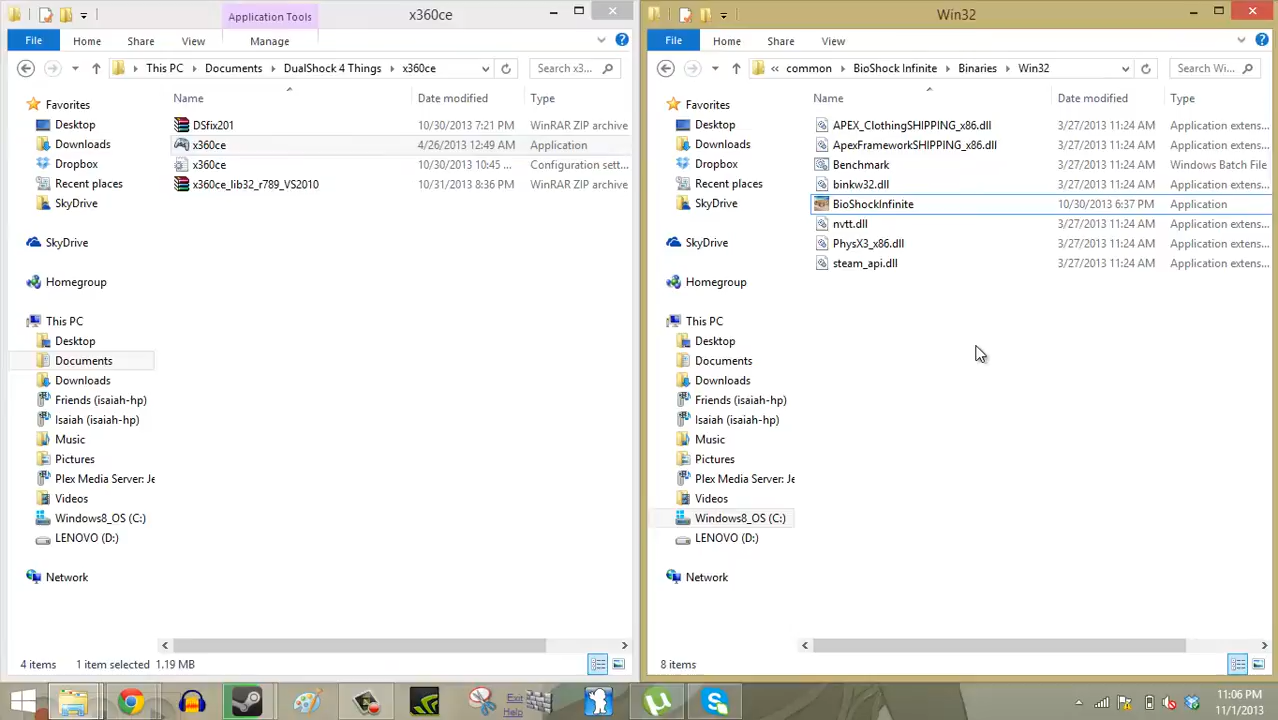 Application Tools
x360ce
File
Home
Share
View
Manage
This PC
Documents
DualShock 4 Things
x360ce
Search x3...
Name
Date modified
Type
Favorites
Desktop
Downloads
Dropbox
Recent places
SkyDrive
SkyDrive
Homegroup
This PC
Desktop
Documents
Downloads
Friends (isaiah-hp)
Isaiah (isaiah-hp)
Music
Pictures
Plex Media Server: Je
Videos
Windows8_OS (C:)
LENOVO (D:)
Network
DSfix201 10/30/2013 7:21 PM WinRAR ZIP archive
x360ce 4/26/2013 12:49 AM Application
x360ce 10/30/2013 10:45 ... Configuration sett...
x360ce_lib32_r789_VS2010 10/31/2013 8:36 PM WinRAR ZIP archive
4 items 1 item selected 1.19 MB
Win32
File
Home
Share
View
« common
BioShock Infinite
Binaries
Win32
Search Wi...
Name
Date modified
Type
Favorites
Desktop
Downloads
Dropbox
Recent places
SkyDrive
SkyDrive
Homegroup
This PC
Desktop
Documents
Downloads
Friends (isaiah-hp)
Isaiah (isaiah-hp)
Music
Pictures
Plex Media Server: Je
Videos
Windows8_OS (C:)
LENOVO (D:)
Network
APEX_ClothingSHIPPING_x86.dll 3/27/2013 11:24 AM Application extens...
ApexFrameworkSHIPPING_x86.dll 3/27/2013 11:24 AM Application extens...
Benchmark 3/27/2013 11:24 AM Windows Batch File
binkw32.dll 3/27/2013 11:24 AM Application extens...
BioShockInfinite 10/30/2013 6:37 PM Application
nvtt.dll 3/27/2013 11:24 AM Application extens...
PhysX3_x86.dll 3/27/2013 11:24 AM Application extens...
steam_api.dll 3/27/2013 11:24 AM Application extens...
8 items
Exit
Help
11:06 PM
11/1/2013